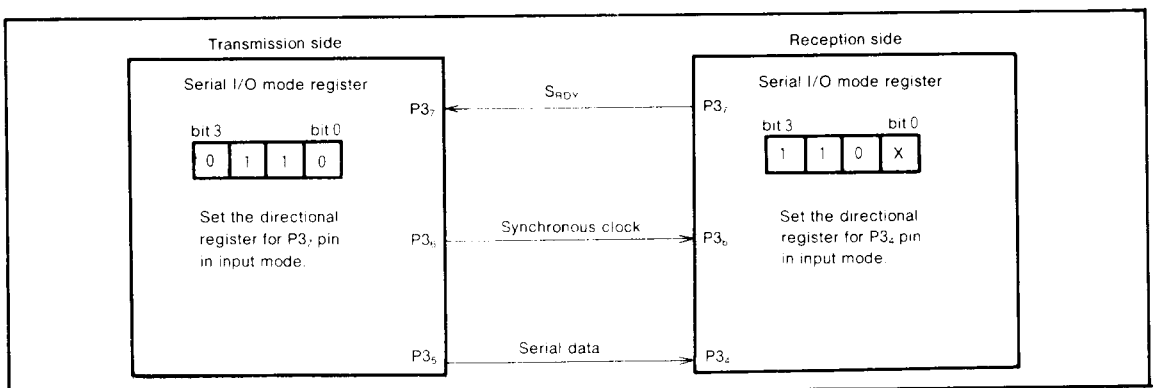 Transmission side
Serial I/O mode register
bit 3 bit 0
0 1 1 0
Set the directional
register for P3₇ pin
in input mode.
P3₇
P3₆
P3₅
S_RDY
Synchronous clock
Serial data
Reception side
Serial I/O mode register
bit 3 bit 0
1 1 0 X
Set the directional
register for P3₄ pin
in input mode.
P3₇
P3₆
P3₄